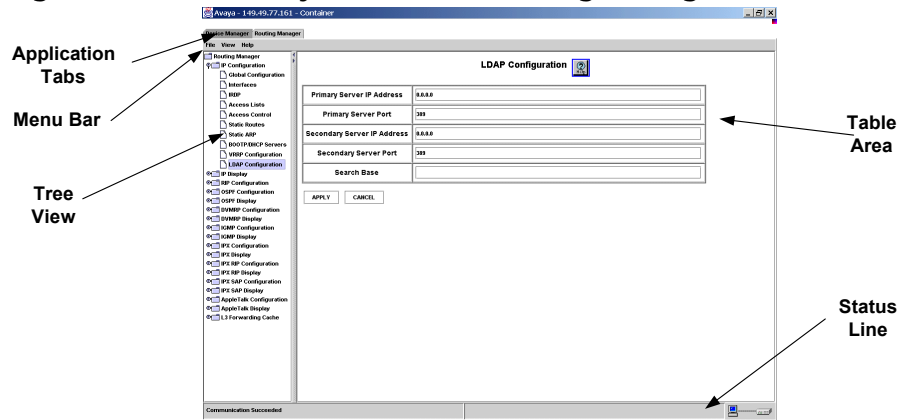 Avaya - 149.49.77.161 - Container
Device Manager Routing Manager
File View Help
Application Tabs
Menu Bar
Tree View
Routing Manager
IP Configuration
Global Configuration
Interfaces
IRDP
Access Lists
Access Control
Static Routes
Static ARP
BOOTP/DHCP Servers
VRRP Configuration
LDAP Configuration
IP Display
RIP Configuration
OSPF Configuration
OSPF Display
DVMRP Configuration
DVMRP Display
IGMP Configuration
IGMP Display
IPX Configuration
IPX Display
IPX RIP Configuration
IPX RIP Display
IPX SAP Configuration
IPX SAP Display
AppleTalk Configuration
AppleTalk Display
L3 Forwarding Cache
LDAP Configuration
Help
Primary Server IP Address 0.0.0.0
Primary Server Port 389
Secondary Server IP Address 0.0.0.0
Secondary Server Port 389
Search Base
APPLY CANCEL
Table Area
Status Line
Communication Succeeded